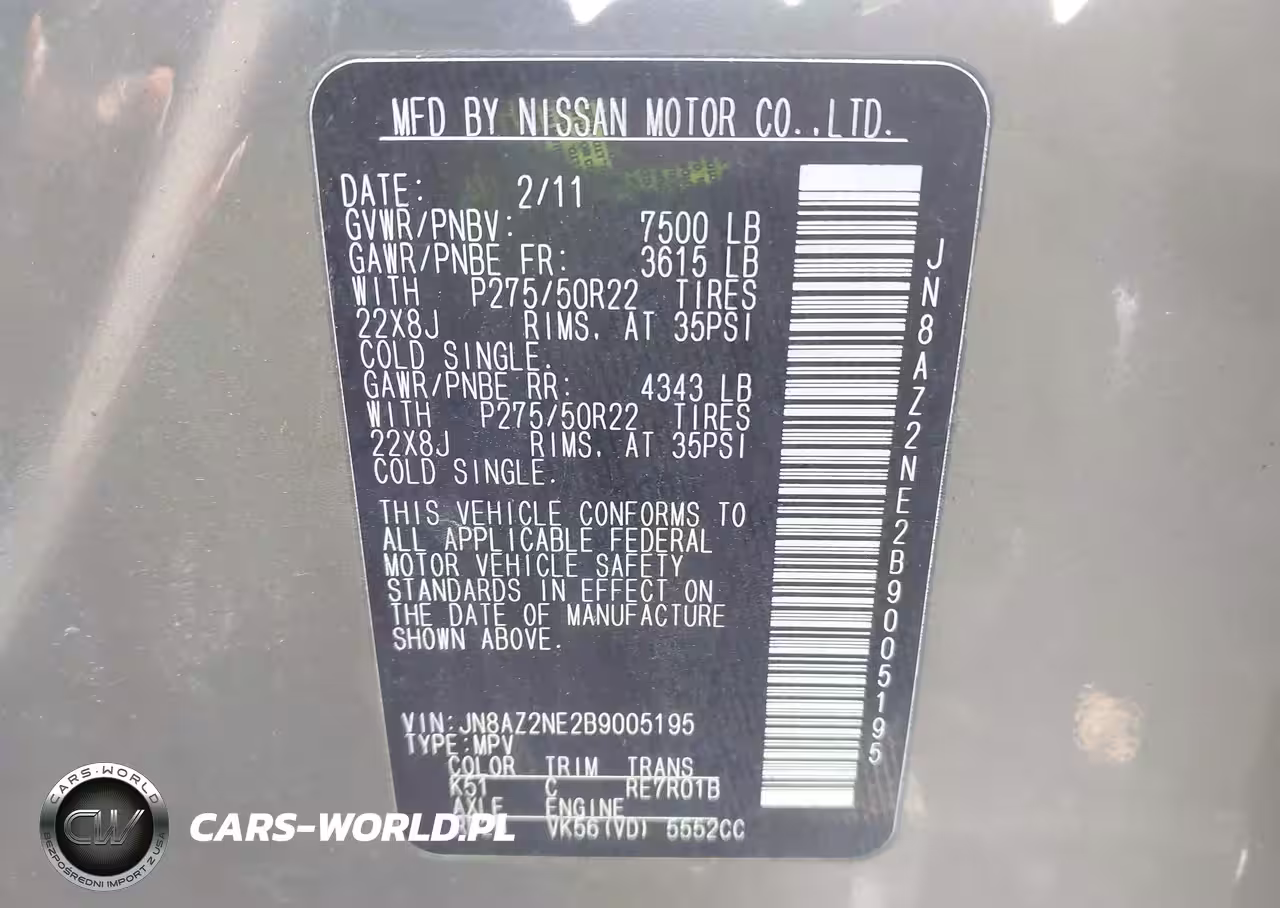 MFD BY NISSAN MOTOR CO.,LTD.
DATE: 2/11
GVWR/PNBV: 7500 LB
GAWR/PNBE FR: 3615 LB
WITH P275/50R22 TIRES
22X8J RIMS, AT 35PSI
COLD SINGLE.
GAWR/PNBE RR: 4343 LB
WITH P275/50R22 TIRES
22X8J RIMS, AT 35PSI
COLD SINGLE.
THIS VEHICLE CONFORMS TO
ALL APPLICABLE FEDERAL
MOTOR VEHICLE SAFETY
STANDARDS IN EFFECT ON
THE DATE OF MANUFACTURE
SHOWN ABOVE.
VIN:JN8AZ2NE2B9005195
TYPE:MPV
COLOR TRIM TRANS
K51 C RE7R01B
AXLE ENGINE
VK56(VD) 5552CC
JN8AZ2NE2B9005195
CARS-WORLD
CW
BEZPOŚREDNI IMPORT Z USA
CARS-WORLD.PL